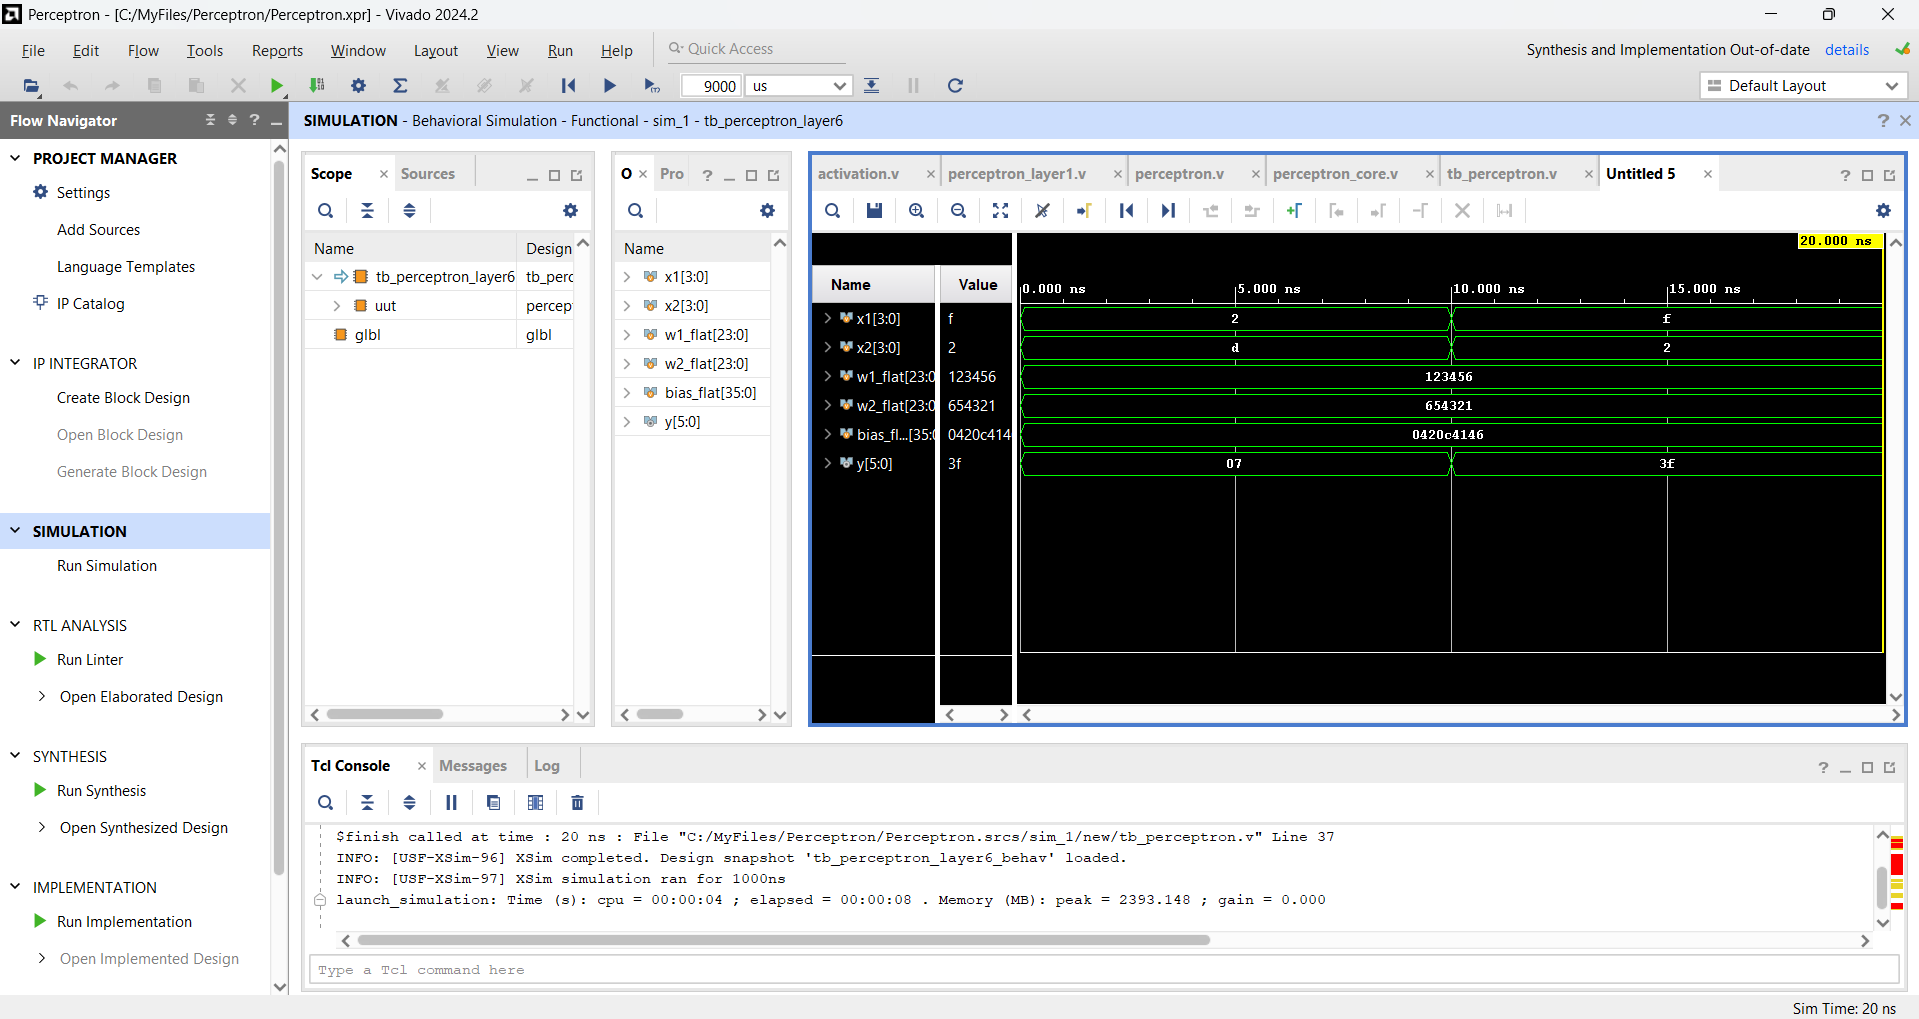 Perceptron - [C:/MyFiles/Perceptron/Perceptron.xpr] - Vivado 2024.2
File Edit Flow Tools Reports Window Layout View Run Help Quick Access
Synthesis and Implementation Out-of-date details
9000 us
Default Layout
Flow Navigator
PROJECT MANAGER
Settings
Add Sources
Language Templates
IP Catalog
IP INTEGRATOR
Create Block Design
Open Block Design
Generate Block Design
SIMULATION
Run Simulation
RTL ANALYSIS
Run Linter
Open Elaborated Design
SYNTHESIS
Run Synthesis
Open Synthesized Design
IMPLEMENTATION
Run Implementation
Open Implemented Design
SIMULATION - Behavioral Simulation - Functional - sim_1 - tb_perceptron_layer6
Scope Sources
Name Design
tb_perceptron_layer6 tb_perc
uut percep
glbl glbl
O Pro
Name
x1[3:0]
x2[3:0]
w1_flat[23:0]
w2_flat[23:0]
bias_flat[35:0]
y[5:0]
activation.v perceptron_layer1.v perceptron.v perceptron_core.v tb_perceptron.v Untitled 5
20.000 ns
Name Value 0.000 ns 5.000 ns 10.000 ns 15.000 ns
x1[3:0] f 2 f
x2[3:0] 2 d 2
w1_flat[23:0 123456 123456
w2_flat[23:0 654321 654321
bias_fl...[35:0 0420c414 0420c4146
y[5:0] 3f 07 3f
Tcl Console Messages Log
$finish called at time : 20 ns : File "C:/MyFiles/Perceptron/Perceptron.srcs/sim_1/new/tb_perceptron.v" Line 37
INFO: [USF-XSim-96] XSim completed. Design snapshot 'tb_perceptron_layer6_behav' loaded.
INFO: [USF-XSim-97] XSim simulation ran for 1000ns
launch_simulation: Time (s): cpu = 00:00:04 ; elapsed = 00:00:08 . Memory (MB): peak = 2393.148 ; gain = 0.000
Type a Tcl command here
Sim Time: 20 ns